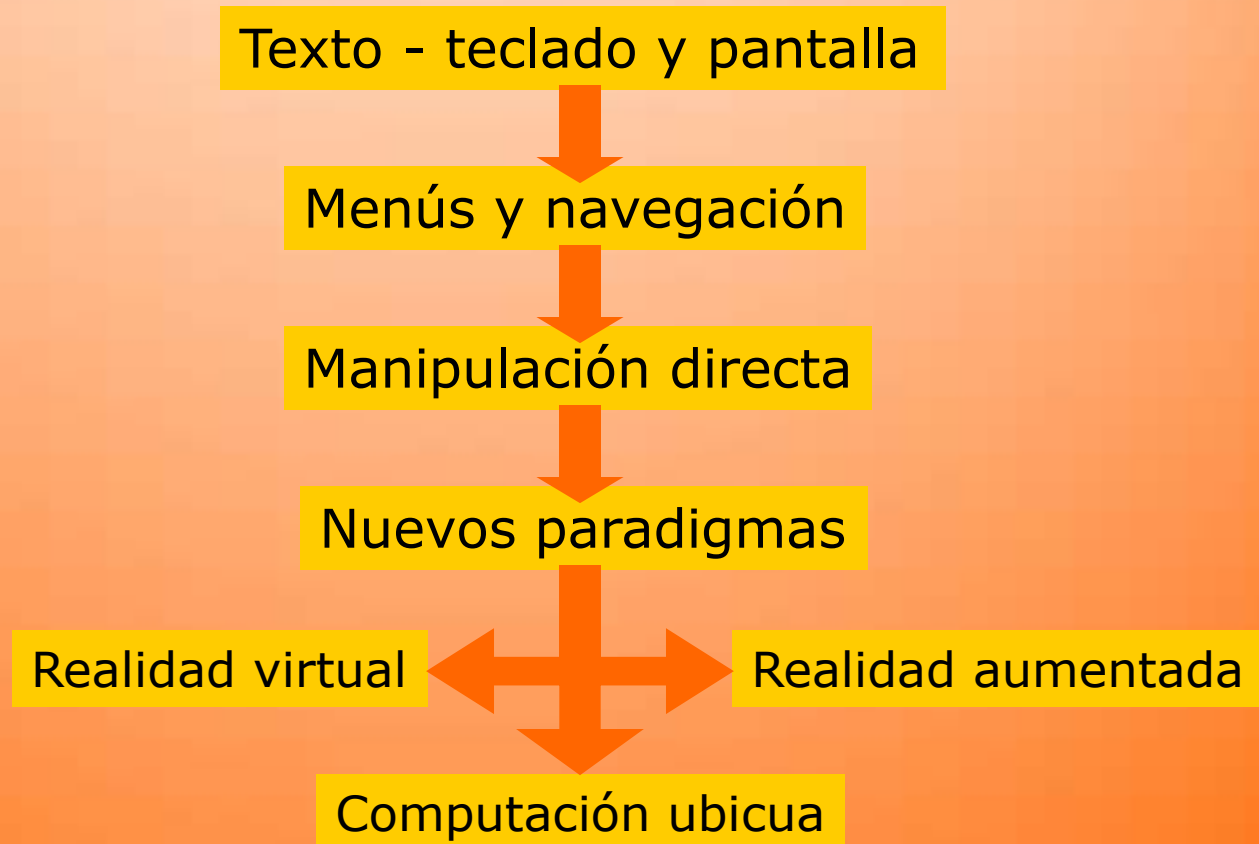 Texto - teclado y pantalla
Menús y navegación
Manipulación directa
Nuevos paradigmas
Realidad virtual
Realidad aumentada
Computación ubicua